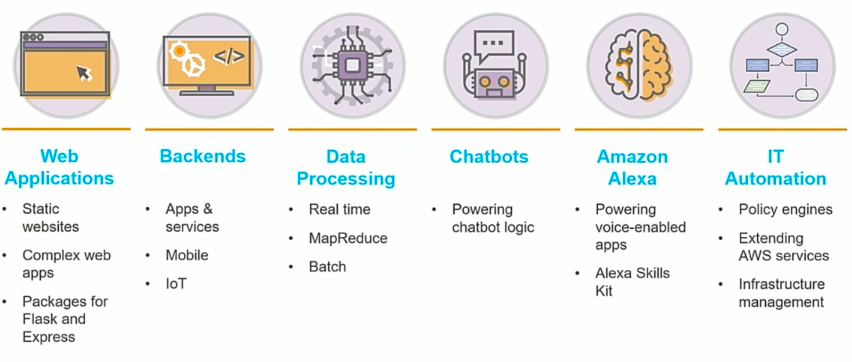 </>
Web
Applications
• Static
websites
• Complex web
apps
• Packages for
Flask and
Express
Backends
• Apps &
services
• Mobile
• IoT
Data
Processing
• Real time
• MapReduce
• Batch
Chatbots
• Powering
chatbot logic
Amazon
Alexa
• Powering
voice-enabled
apps
• Alexa Skills
Kit
IT
Automation
• Policy engines
• Extending
AWS services
• Infrastructure
management